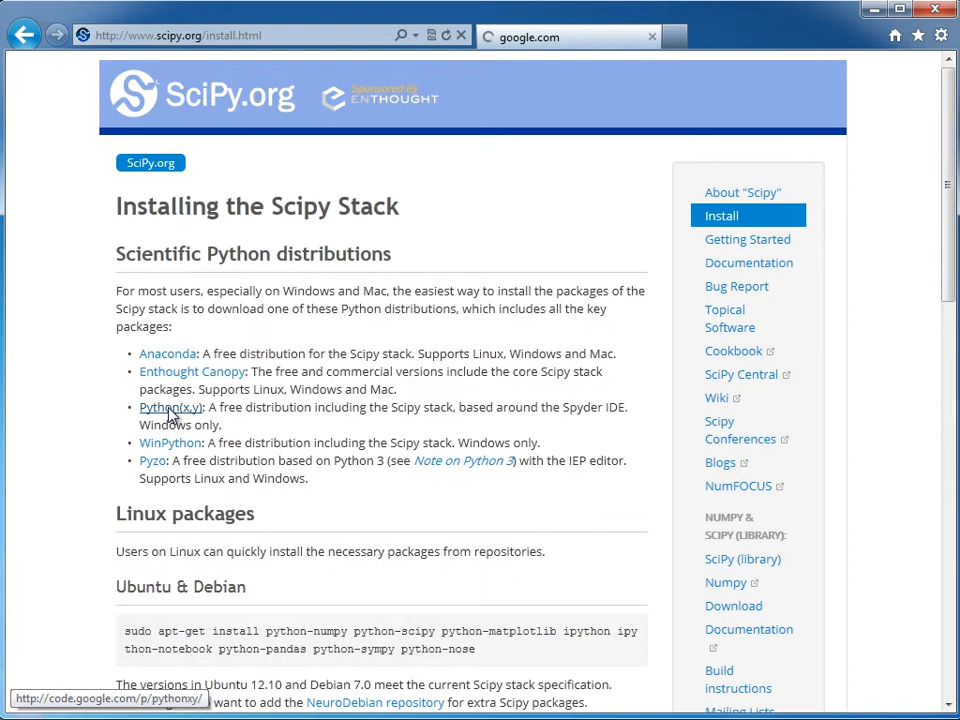 http://www.scipy.org/install.html
google.com
SciPy.org
Sponsored By
ENTHOUGHT
SciPy.org
Installing the Scipy Stack
Scientific Python distributions
For most users, especially on Windows and Mac, the easiest way to install the packages of the
Scipy stack is to download one of these Python distributions, which includes all the key
packages:
• Anaconda: A free distribution for the Scipy stack. Supports Linux, Windows and Mac.
• Enthought Canopy: The free and commercial versions include the core Scipy stack
packages. Supports Linux, Windows and Mac.
• Python(x,y): A free distribution including the Scipy stack, based around the Spyder IDE.
Windows only.
• WinPython: A free distribution including the Scipy stack. Windows only.
• Pyzo: A free distribution based on Python 3 (see Note on Python 3) with the IEP editor.
Supports Linux and Windows.
Linux packages
Users on Linux can quickly install the necessary packages from repositories.
Ubuntu & Debian
sudo apt-get install python-numpy python-scipy python-matplotlib ipython ipy
thon-notebook python-pandas python-sympy python-nose
The versions in Ubuntu 12.10 and Debian 7.0 meet the current Scipy stack specification.
want to add the NeuroDebian repository for extra Scipy packages.
http://code.google.com/p/pythonxy/
About "Scipy"
Install
Getting Started
Documentation
Bug Report
Topical
Software
Cookbook
SciPy Central
Wiki
Scipy
Conferences
Blogs
NumFOCUS
NUMPY &
SCIPY (LIBRARY):
SciPy (library)
Numpy
Download
Documentation
Build
instructions
Mailing Lists